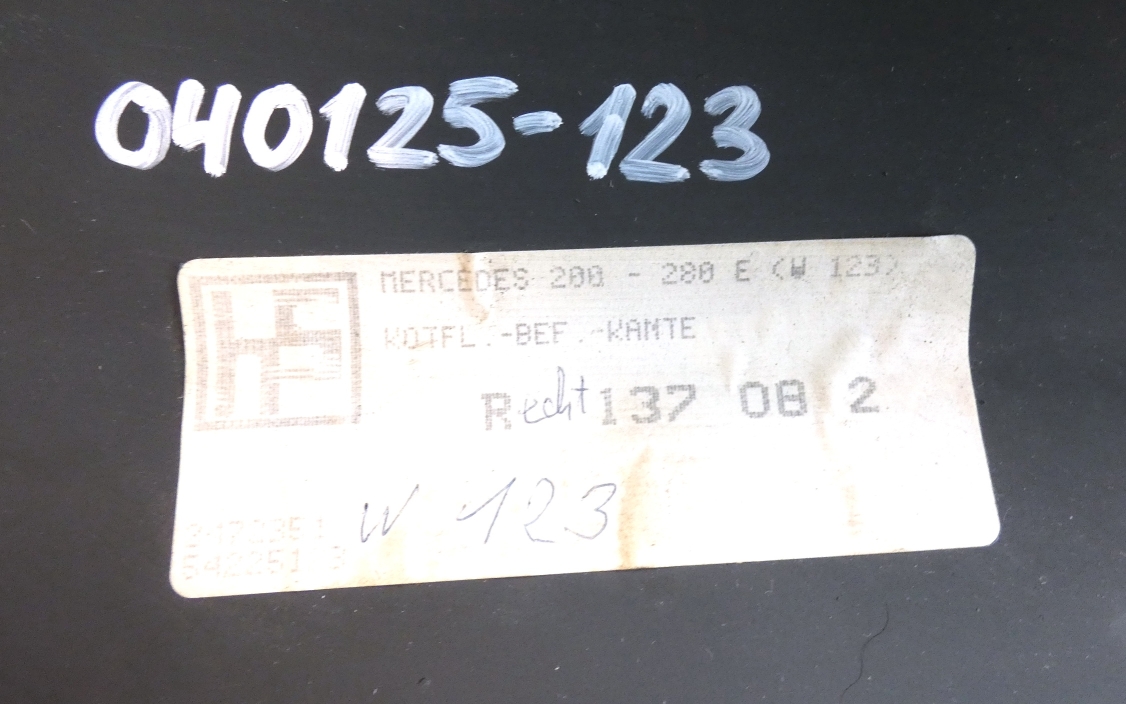 040125-123
MERCEDES 200 - 280 E (W 123)
KOTFL.-BEF.-KANTE
Recht 137 08 2
W 123